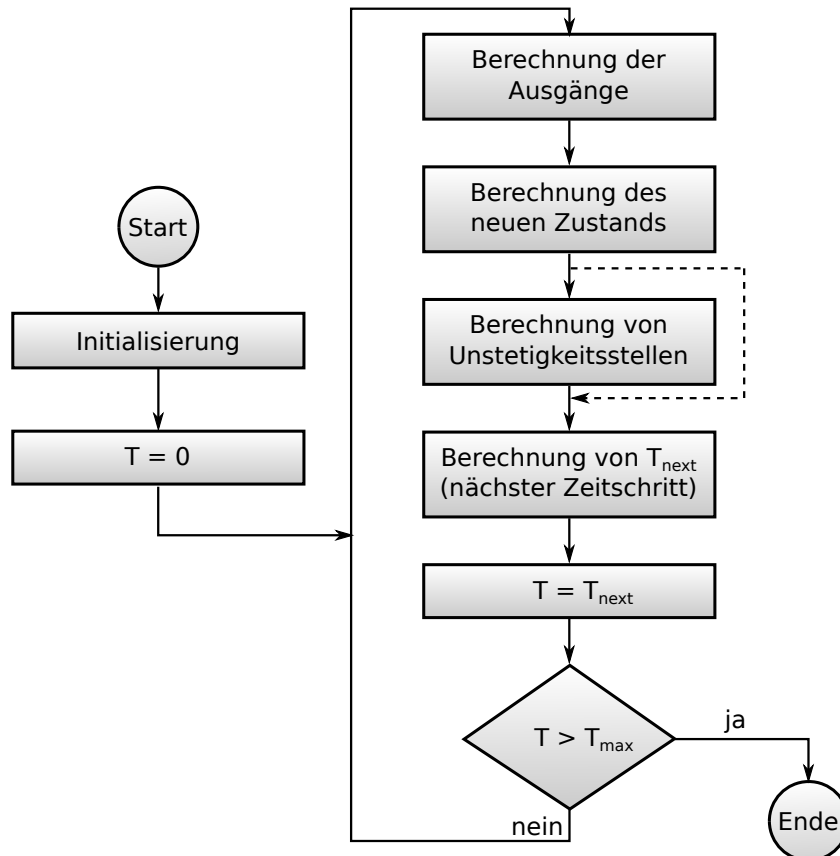 Start
Initialisierung
T = 0
Berechnung der
Ausgänge
Berechnung des
neuen Zustands
Berechnung von
Unstetigkeitsstellen
Berechnung von Tnext
(nächster Zeitschritt)
T = Tnext
T > Tmax
ja
nein
Ende